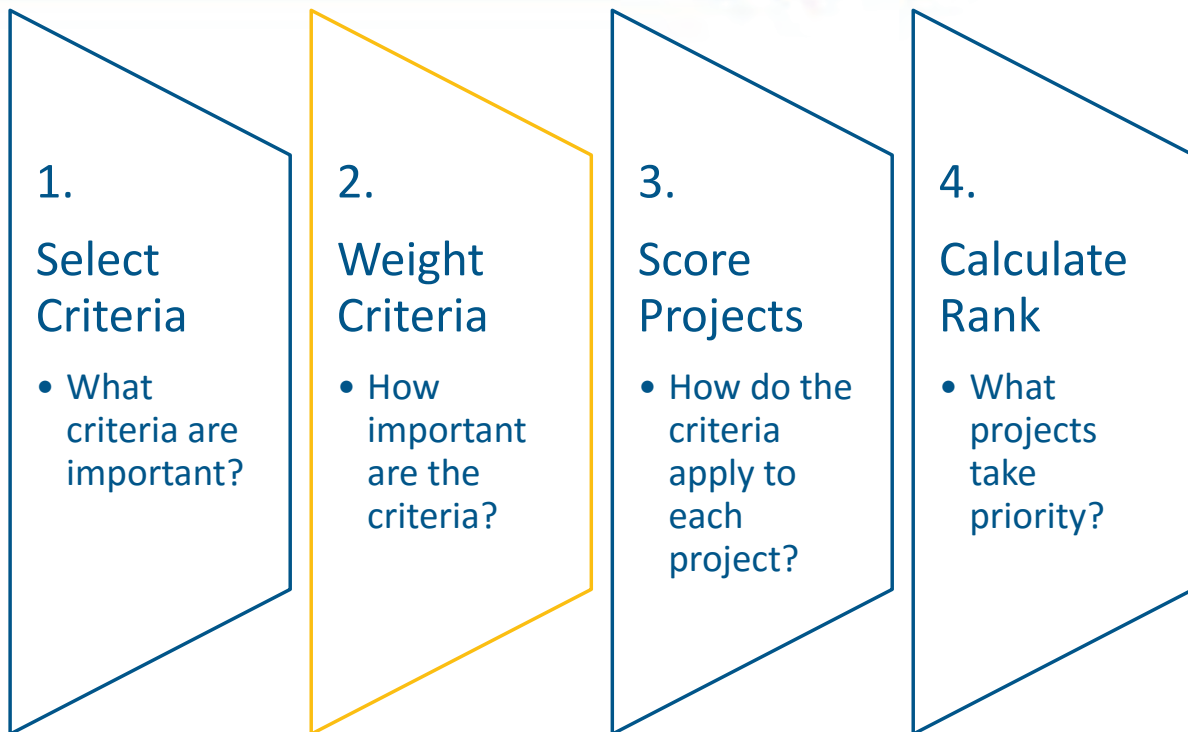 1.
Select
Criteria
• What
criteria are
important?
2.
Weight
Criteria
• How
important
are the
criteria?
3.
Score
Projects
• How do the
criteria
apply to
each
project?
4.
Calculate
Rank
• What
projects
take
priority?